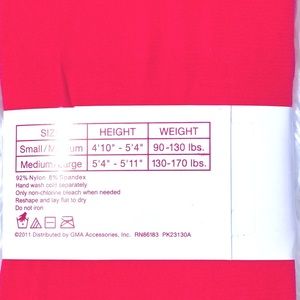 SIZE HEIGHT WEIGHT
Small/Medium 4'10" - 5'4" 90-130 lbs.
Medium/Large 5'4" - 5'11" 130-170 lbs.
92% Nylon 8% Spandex
Hand wash cold separately
Only non-chlorine bleach when needed
Reshape and lay flat to dry
Do not iron
©2011 Distributed by GMA Accessories, Inc. RN86183 PK23130A